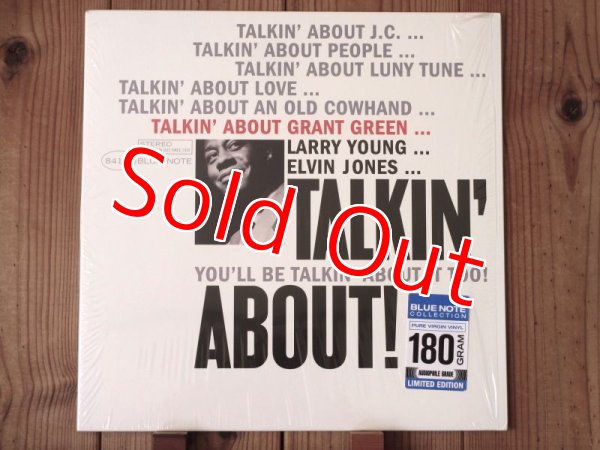 TALKIN' ABOUT J.C. ...
TALKIN' ABOUT PEOPLE ...
TALKIN' ABOUT LUNY TUNE ...
TALKIN' ABOUT LOVE ...
TALKIN' ABOUT AN OLD COWHAND ...
TALKIN' ABOUT GRANT GREEN ...
STEREO
BLUE NOTE
LARRY YOUNG ...
ELVIN JONES ...
TALKIN'
YOU'LL BE TALKIN' ABOUT IT TOO!
ABOUT!
Sold Out
BLUE NOTE
COLLECTION
PURE VIRGIN VINYL
180 GRAM
AUDIOPHILE GRADE
LIMITED EDITION